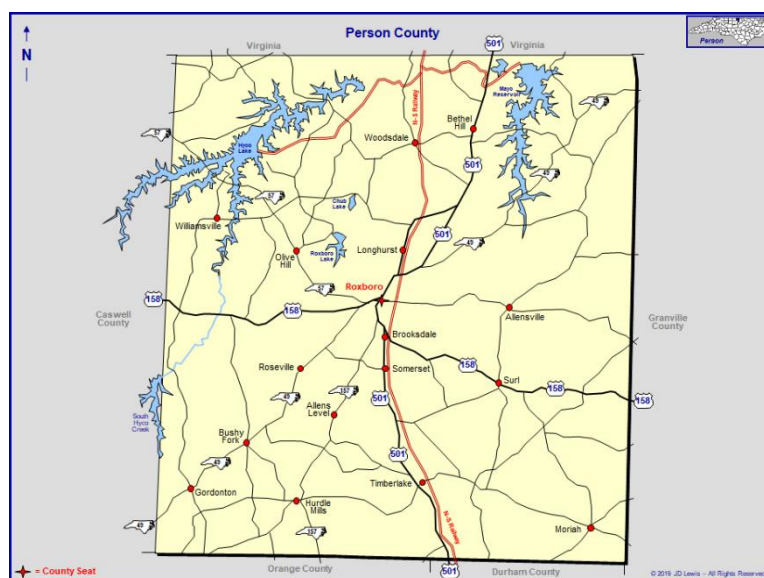 Person County
N
Virginia
501
Virginia
Person
Mayo
Reservoir
49
N-S Railway
Bethel
Hill
57
Hyco
Lake
Woodsdale
501
49
57
Chub
Lake
Williamsville
501
49
Olive
Hill
Roxboro
Lake
Longhurst
57
Roxboro
158
158
Allensville
Caswell
County
Granville
County
Brooksdale
Roseville
Somerset
158
Surl
158
158
49
157
501
Allens
Level
South
Hyco
Creek
Bushy
Fork
501
49
Timberlake
Gordonton
Hurdle
Mills
49
157
N-S Railway
Moriah
= County Seat
Orange County
501
Durham County
© 2019 JD Lewis – All Rights Reserved